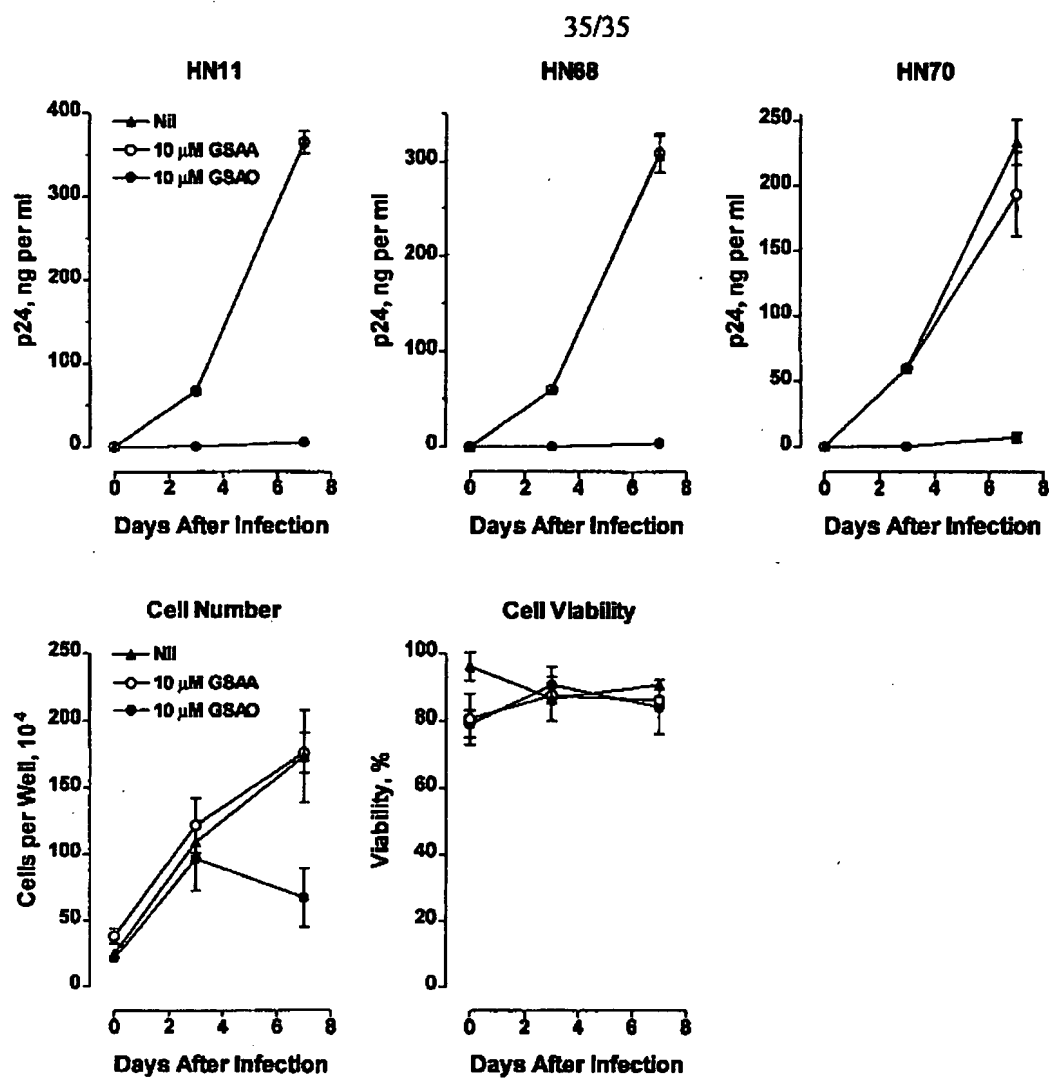 35/35
HN11
400
300
200
100
0
p24, ng per ml
Nil
10 μM GSAA
10 μM GSAO
0 2 4 6 8
Days After Infection
HN68
300
200
100
0
p24, ng per ml
0 2 4 6 8
Days After Infection
HN70
250
200
150
100
50
0
p24, ng per ml
0 2 4 6 8
Days After Infection
Cell Number
250
200
150
100
50
0
Cells per Well, 10⁻⁴
Nil
10 μM GSAA
10 μM GSAO
0 2 4 6 8
Days After Infection
Cell Viability
100
80
60
40
20
0
Viability, %
0 2 4 6 8
Days After Infection